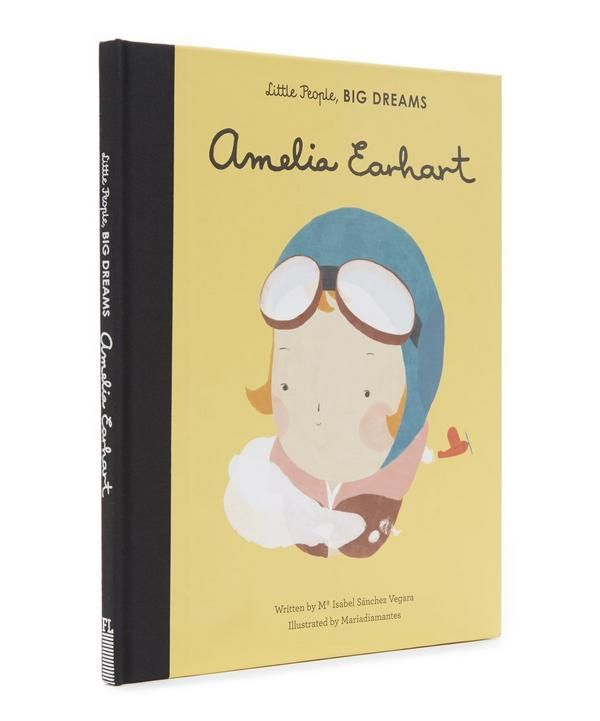 Little People, BIG DREAMS
Amelia Earhart
Written by Mª Isabel Sánchez Vegara
Illustrated by Mariadiamantes
Little People, BIG DREAMS Amelia Earhart
FL